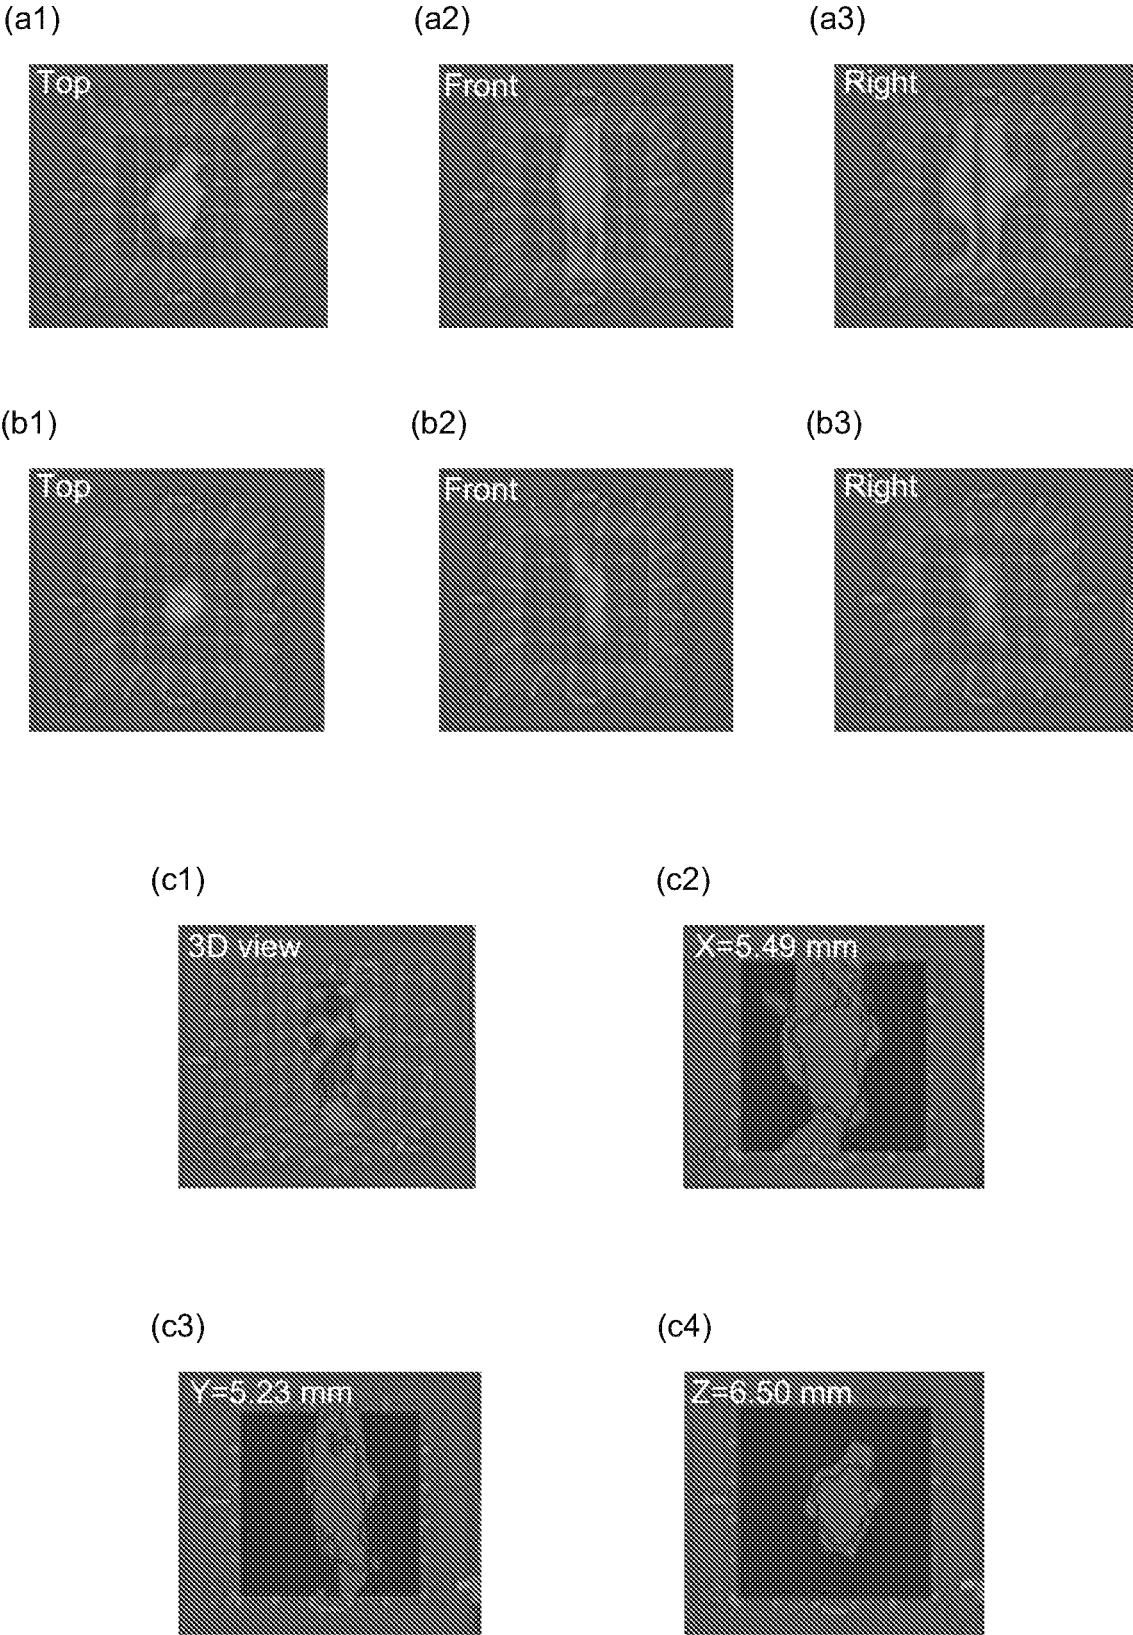 (a1)
(a2)
(a3)
Top
Front
Right
(b1)
(b2)
(b3)
Top
Front
Right
(c1)
(c2)
3D view
X=5.49 mm
(c3)
(c4)
Y=5.23 mm
Z=6.50 mm